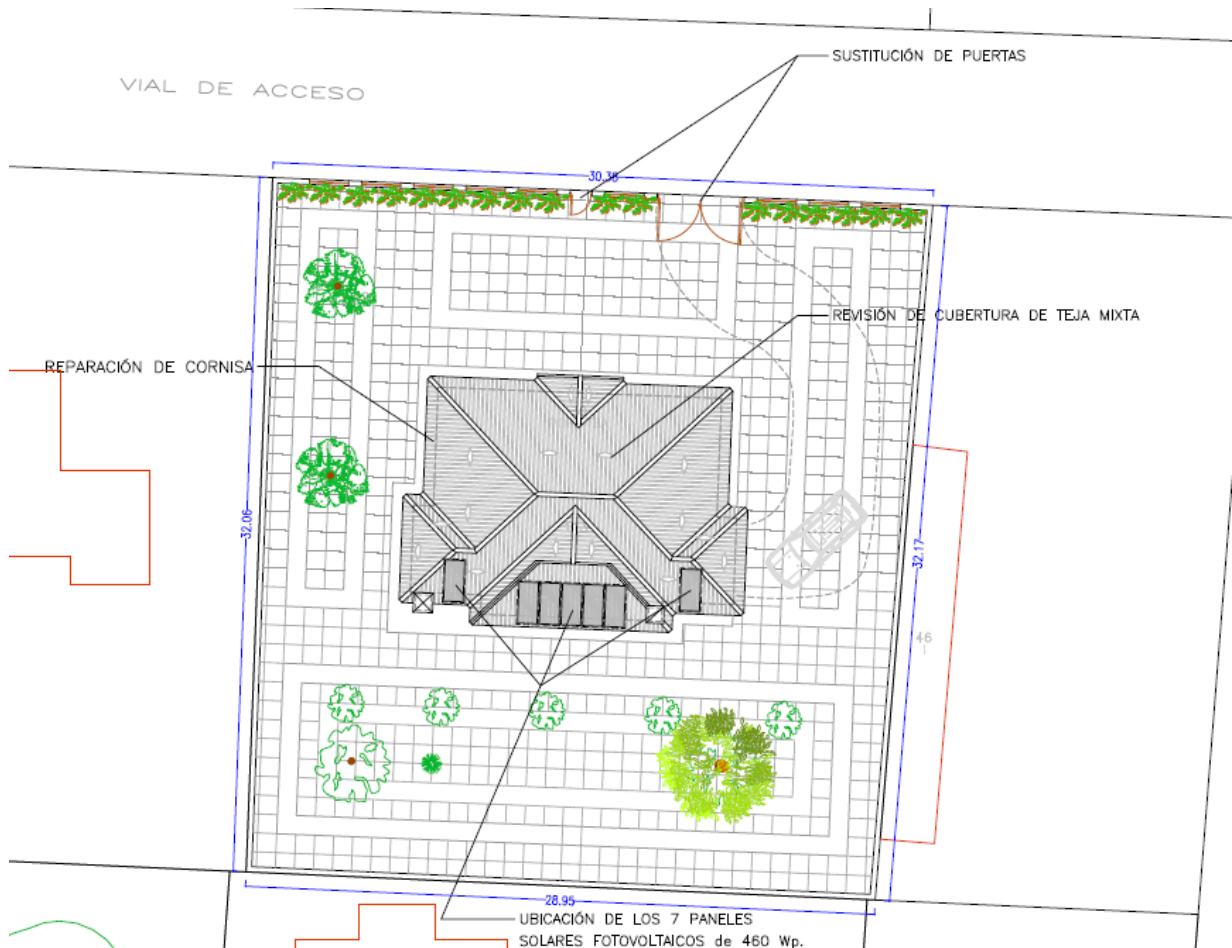 SUSTITUCIÓN DE PUERTAS
VIAL DE ACCESO
30.38
REVISIÓN DE CUBERTURA DE TEJA MIXTA
REPARACIÓN DE CORNISA
32.06
32.17
46
28.95
UBICACIÓN DE LOS 7 PANELES
SOLARES FOTOVOLTAICOS de 460 Wp.